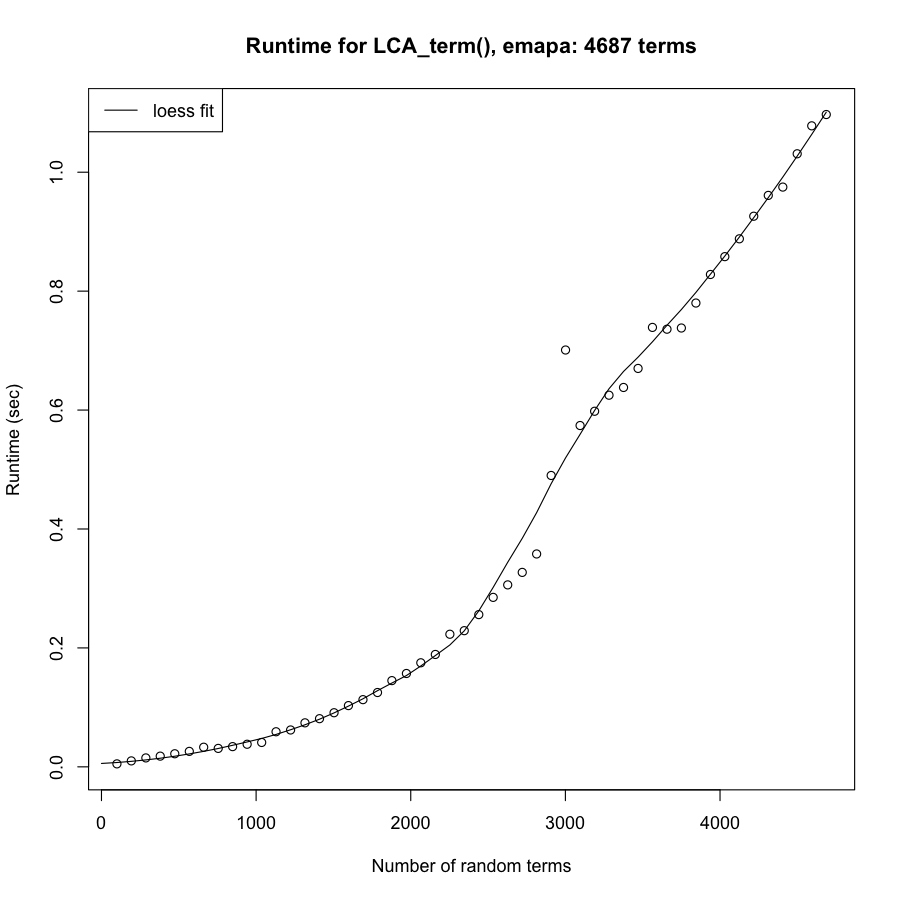 Runtime for LCA_term(), emapa: 4687 terms
loess fit
Runtime (sec)
1.0
0.8
0.6
0.4
0.2
0.0
0 1000 2000 3000 4000
Number of random terms